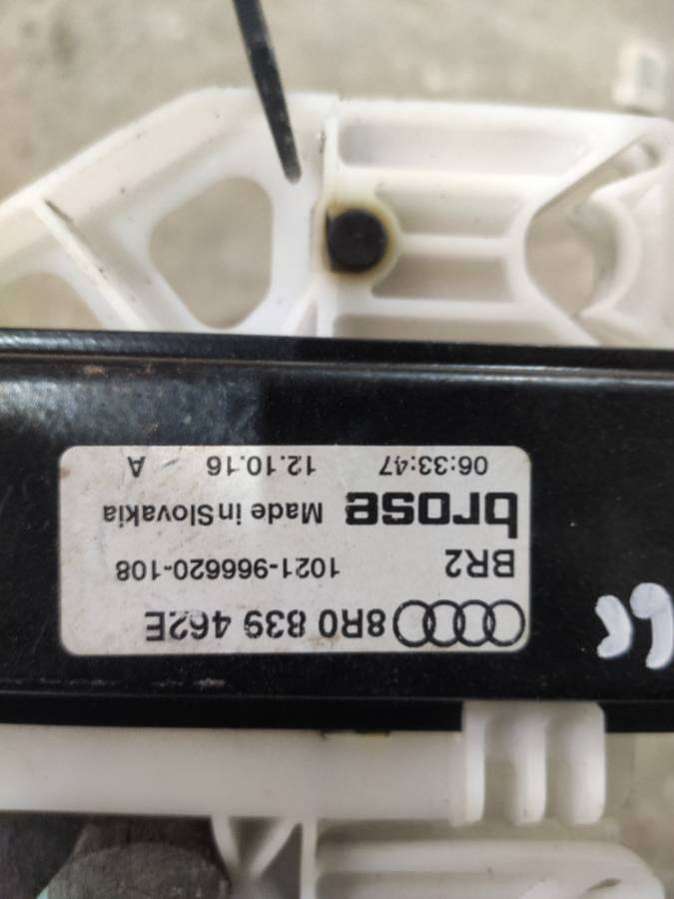 8R0 839 462E
BR2 1021-966620-108
brose Made in Slovakia
06:33:47 12.10.16 A